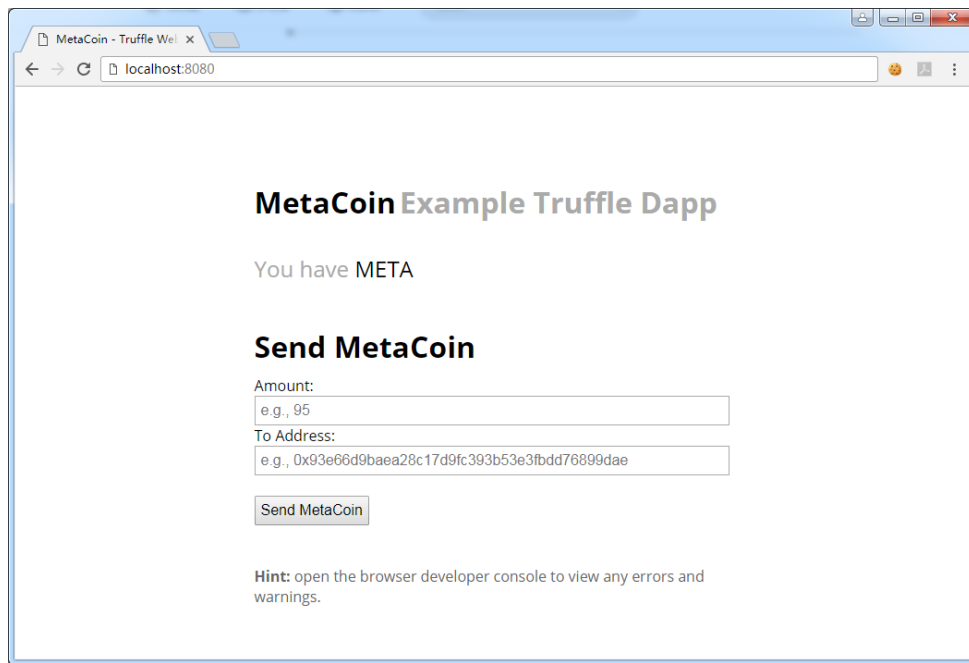 MetaCoin - Truffle We
localhost:8080
MetaCoin Example Truffle Dapp
You have META
Send MetaCoin
Amount:
e.g., 95
To Address:
e.g., 0x93e66d9baea28c17d9fc393b53e3fbdd76899dae
Send MetaCoin
Hint: open the browser developer console to view any errors and
warnings.